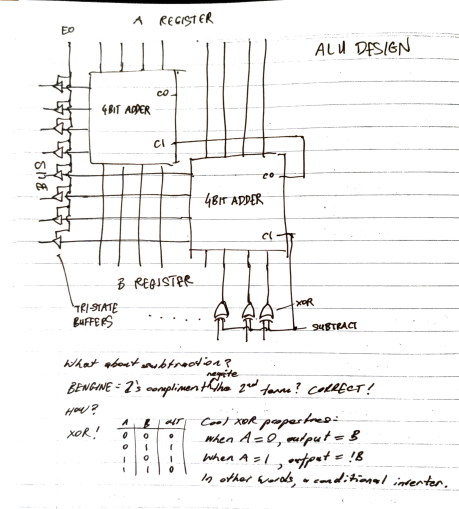 A REGISTER
EO
ALU DESIGN
CO
4BIT ADDER
CI
BUS
CO
4BIT ADDER
CI
B REGISTER
XOR
TRI-STATE
BUFFERS
SUBTRACT
What about subtraction?
negate
2's compliment the 2nd term? CORRECT!
HOW?
XOR!
A B OUT
0 0 0
0 1 1
1 0 1
1 1 0
Cool XOR properties:
When A = 0, output = B
When A = 1, output = !B
In other words, a conditional inverter.